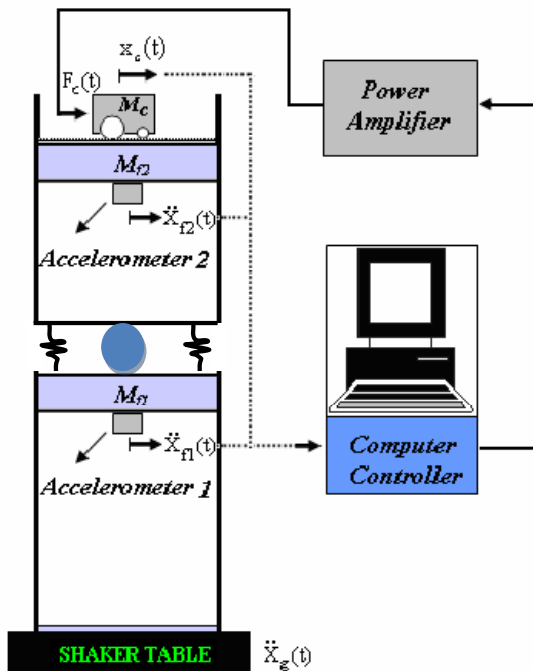 x_c(t)
F_c(t)
M_c
Power
Amplifier
M_f2
Ẍ_f2(t)
Accelerometer 2
M_f1
Ẍ_f1(t)
Accelerometer 1
Computer
Controller
SHAKER TABLE
Ẍ_g(t)